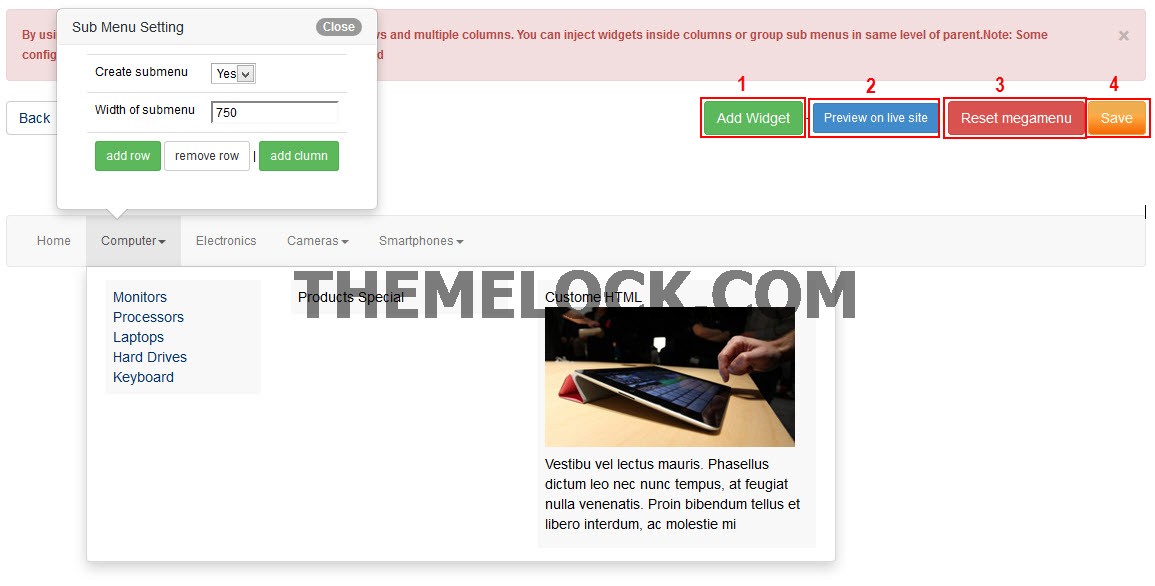 Sub Menu Setting Close
By usi
vs and multiple columns. You can inject widgets inside columns or group sub menus in same level of parent.Note: Some ×
config
d
Create submenu Yes
Width of submenu 750
add row remove row | add clumn
Back
1 2 3 4
Add Widget Preview on live site Reset megamenu Save
Home Computer Electronics Cameras Smartphones
THEMELOCK.COM
Monitors
Processors
Laptops
Hard Drives
Keyboard
Products Special
Custome HTML
Vestibu vel lectus mauris. Phasellus
dictum leo nec nunc tempus, at feugiat
nulla venenatis. Proin bibendum tellus et
libero interdum, ac molestie mi